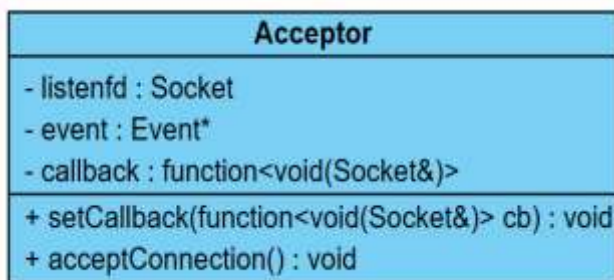 Acceptor
- listenfd : Socket
- event : Event*
- callback : function<void(Socket&)>
+ setCallback(function<void(Socket&)> cb) : void
+ acceptConnection() : void